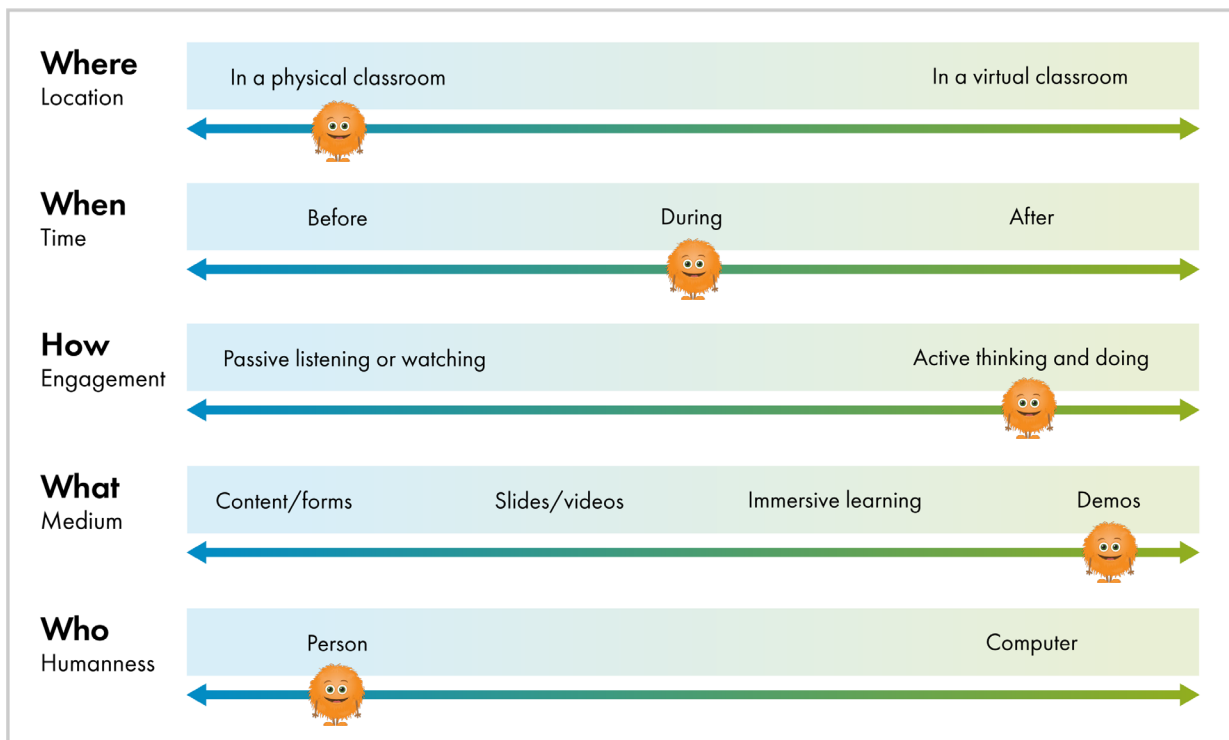 Where
Location
In a physical classroom
In a virtual classroom
When
Time
Before
During
After
How
Engagement
Passive listening or watching
Active thinking and doing
What
Medium
Content/forms
Slides/videos
Immersive learning
Demos
Who
Humanness
Person
Computer